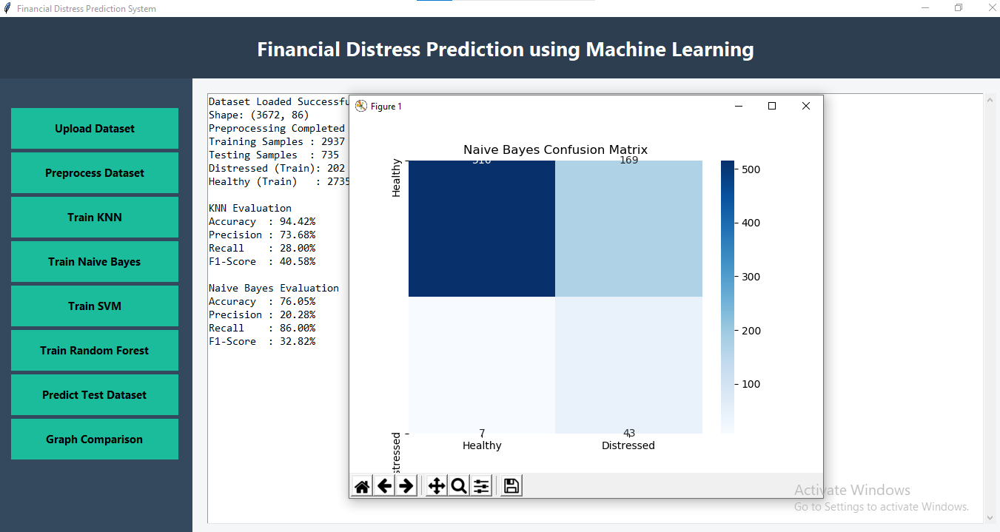 Financial Distress Prediction System
Financial Distress Prediction using Machine Learning
Upload Dataset
Preprocess Dataset
Train KNN
Train Naive Bayes
Train SVM
Train Random Forest
Predict Test Dataset
Graph Comparison
Dataset Loaded
Shape: (3672, 86)
Preprocessing Completed
Training Samples : 2937
Testing Samples : 735
Distressed (Train): 202
Healthy (Train) : 2735
KNN Evaluation
Accuracy : 94.42%
Precision : 73.68%
Recall : 28.00%
F1-Score : 40.58%
Naive Bayes Evaluation
Accuracy : 76.05%
Precision : 20.28%
Recall : 86.00%
F1-Score : 32.82%
Figure 1
Naive Bayes Confusion Matrix
Healthy
169
7
43
Healthy
Distressed
500
400
300
200
100
Activate Windows
Go to Settings to activate Windows.